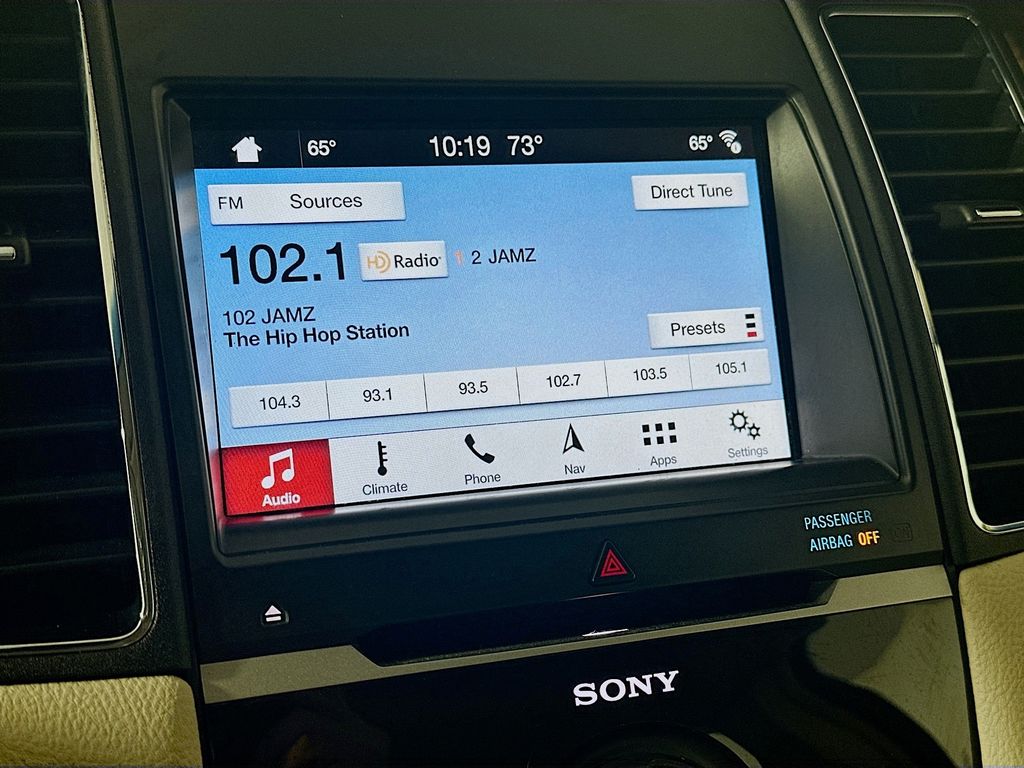 65° 10:19 73° 65°
FM Sources Direct Tune
102.1 HD Radio 1 2 JAMZ
102 JAMZ
The Hip Hop Station
Presets
104.3 93.1 93.5 102.7 103.5 105.1
Audio Climate Phone Nav Apps Settings
PASSENGER
AIRBAG OFF
SONY